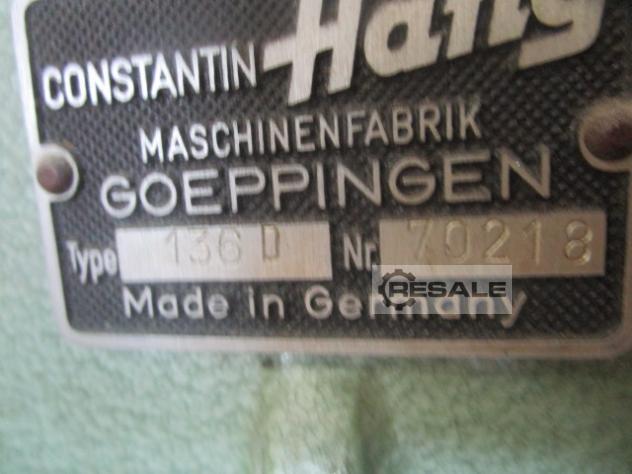 CONSTANTIN Hang
MASCHINENFABRIK
GOEPPINGEN
Type 136 D Nr. 70218
RESALE
Made in Germany